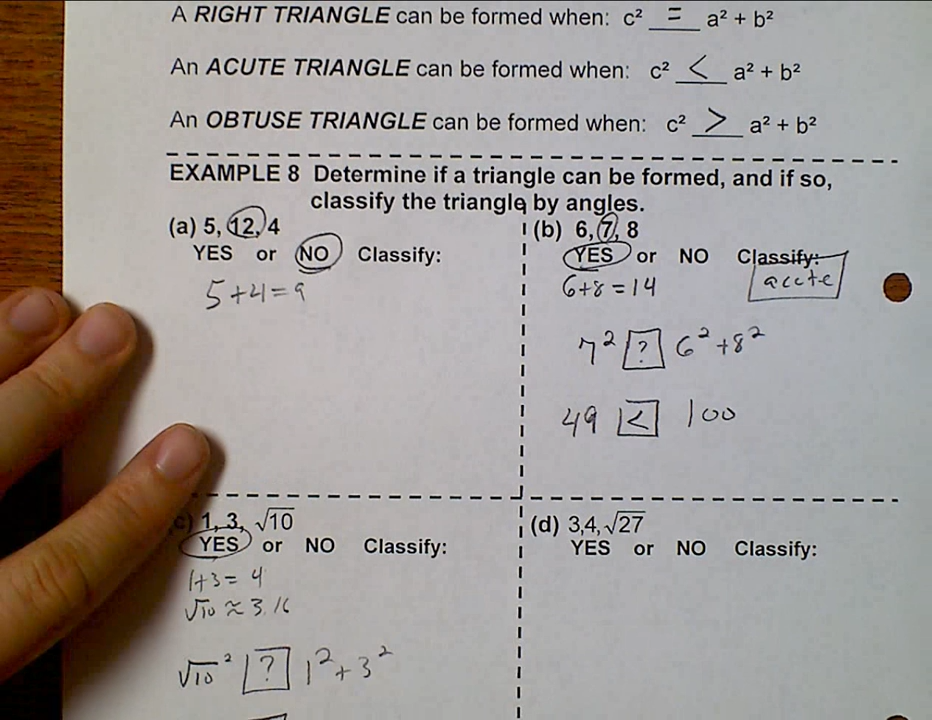 A RIGHT TRIANGLE can be formed when: c² = a² + b²
An ACUTE TRIANGLE can be formed when: c² < a² + b²
An OBTUSE TRIANGLE can be formed when: c² > a² + b²
EXAMPLE 8 Determine if a triangle can be formed, and if so,
classify the triangle by angles.
(a) 5, 12, 4
YES or NO Classify:
5+4=9
(b) 6, 7, 8
YES or NO Classify:
acute
6+8=14
7² ? 6²+8²
49 < 100
c) 1, 3, √10
YES or NO Classify:
1+3=4
√10 ≈ 3.16
√10² ? 1²+3²
(d) 3,4,√27
YES or NO Classify: